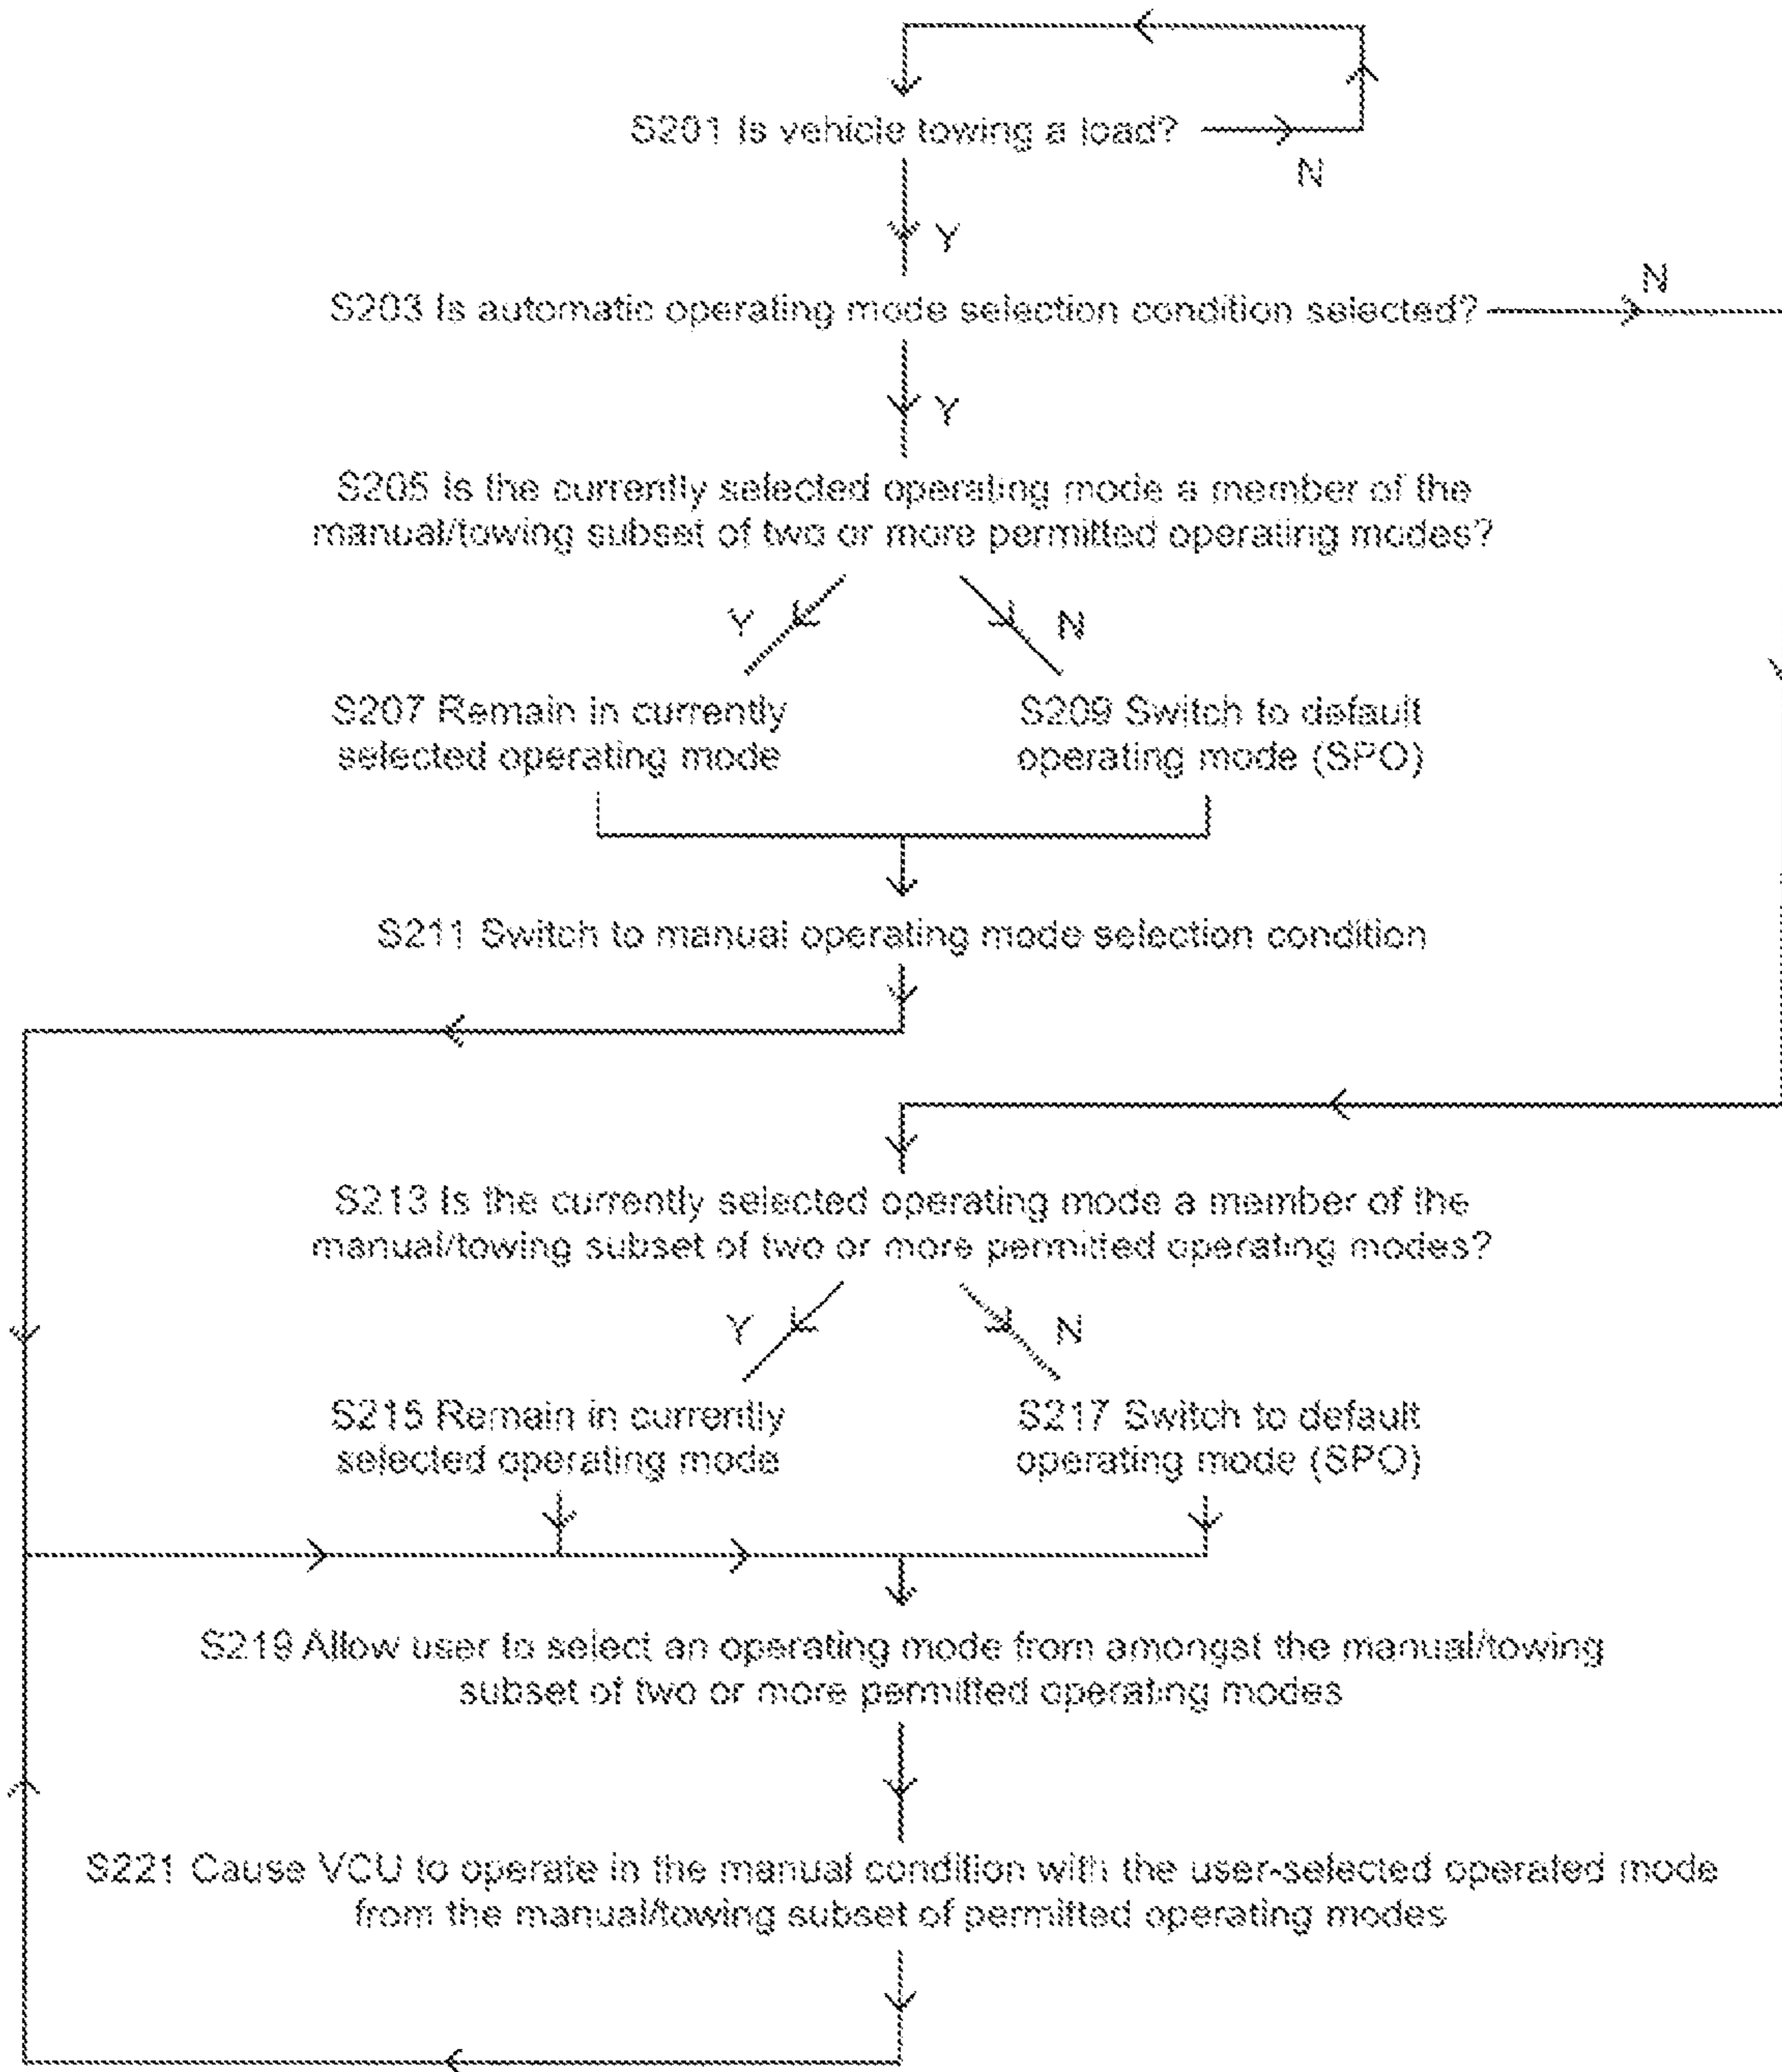 S201 Is vehicle towing a load?
N
Y
S203 Is automatic operating mode selection condition selected?
N
Y
S205 Is the currently selected operating mode a member of the
manual/towing subset of two or more permitted operating modes?
Y
N
S207 Remain in currently
selected operating mode
S209 Switch to default
operating mode (SPO)
S211 Switch to manual operating mode selection condition
S213 Is the currently selected operating mode a member of the
manual/towing subset of two or more permitted operating modes?
Y
N
S215 Remain in currently
selected operating mode
S217 Switch to default
operating mode (SPO)
S219 Allow user to select an operating mode from amongst the manual/towing
subset of two or more permitted operating modes
S221 Cause VCU to operate in the manual condition with the user-selected operated mode
from the manual/towing subset of permitted operating modes